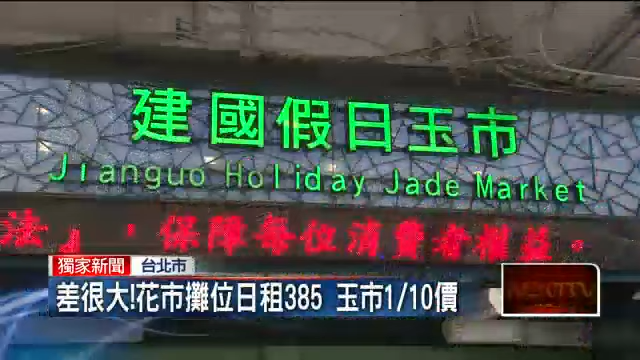 建國假日玉市
Jianguo Holiday Jade Market
法』，保障每位消費者權益。
獨家新聞 台北市
差很大!花市攤位日租385 玉市1/10價